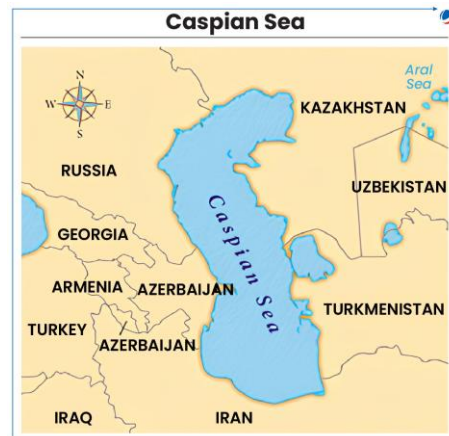 Caspian Sea
N
W E
S
Aral
Sea
KAZAKHSTAN
RUSSIA
UZBEKISTAN
Caspian Sea
GEORGIA
ARMENIA
AZERBAIJAN
TURKMENISTAN
TURKEY
AZERBAIJAN
IRAQ
IRAN